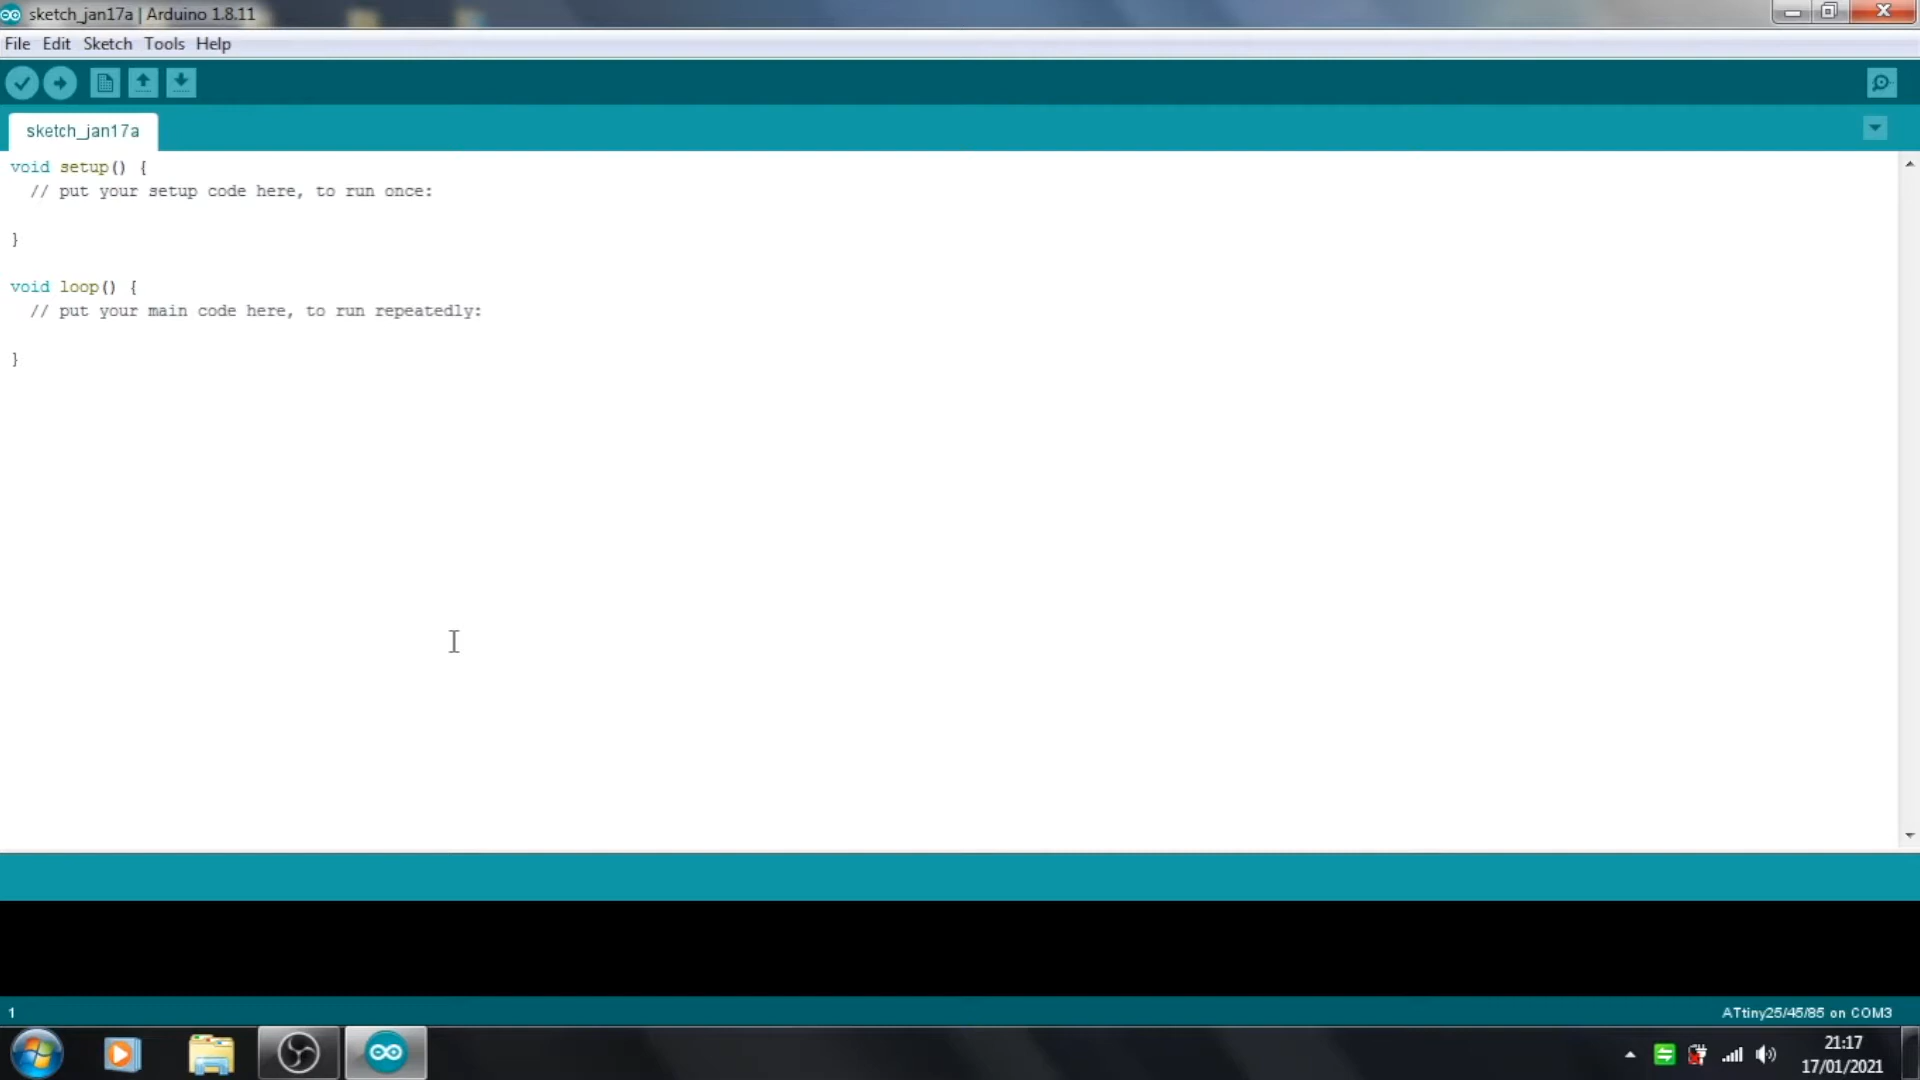 sketch_jan17a | Arduino 1.8.11
File Edit Sketch Tools Help
sketch_jan17a
void setup() {
  // put your setup code here, to run once:
}
void loop() {
  // put your main code here, to run repeatedly:
}
1
ATtiny25/45/85 on COM3
21:17
17/01/2021